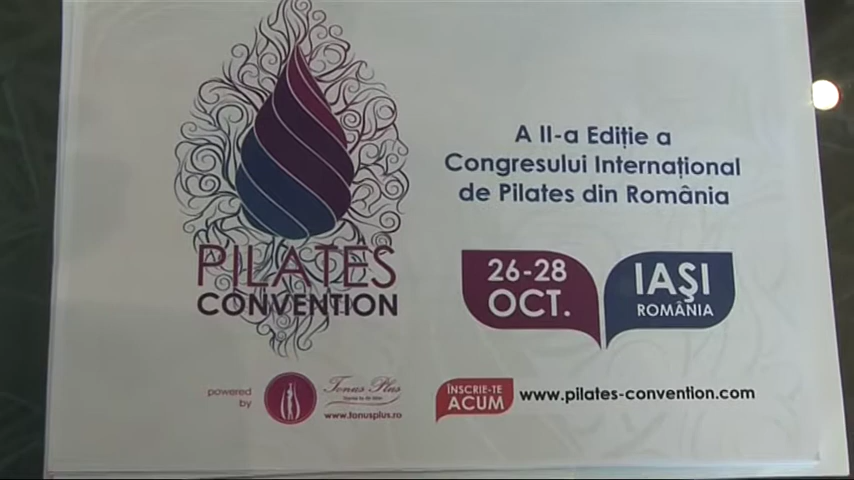 PILATES
CONVENTION
A II-a Ediție a
Congresului Internațional
de Pilates din România
26-28
OCT.
IAȘI
ROMÂNIA
powered
by
Tonus Plus
www.tonusplus.ro
ÎNSCRIE-TE
ACUM
www.pilates-convention.com